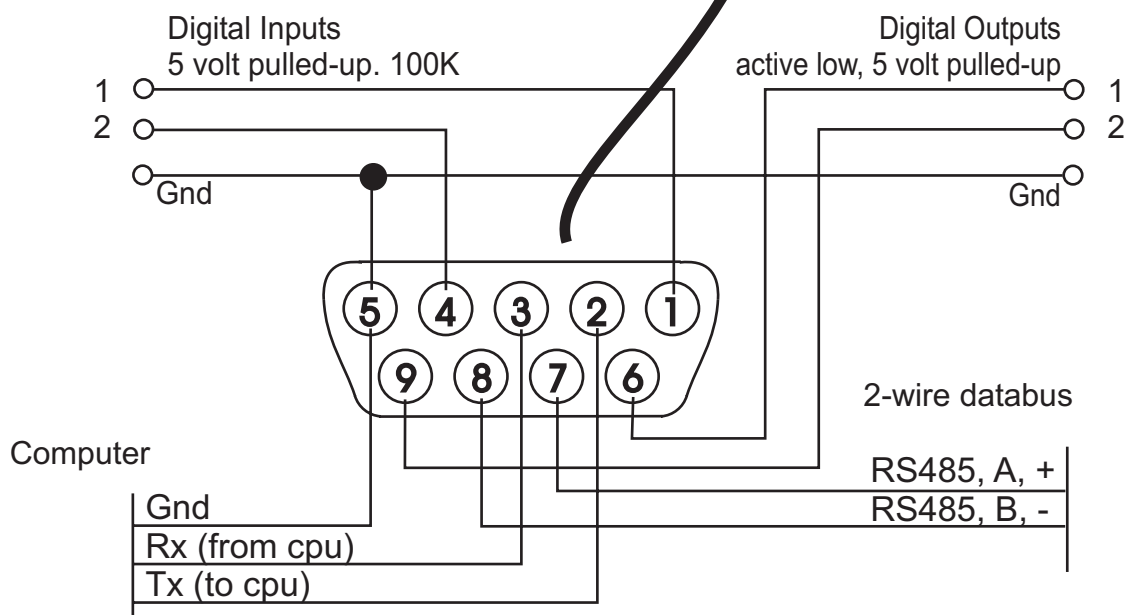 Digital Inputs
5 volt pulled-up. 100K
Digital Outputs
active low, 5 volt pulled-up
1
2
Gnd
1
2
Gnd
5 4 3 2 1
9 8 7 6
2-wire databus
RS485, A, +
RS485, B, -
Computer
Gnd
Rx (from cpu)
Tx (to cpu)